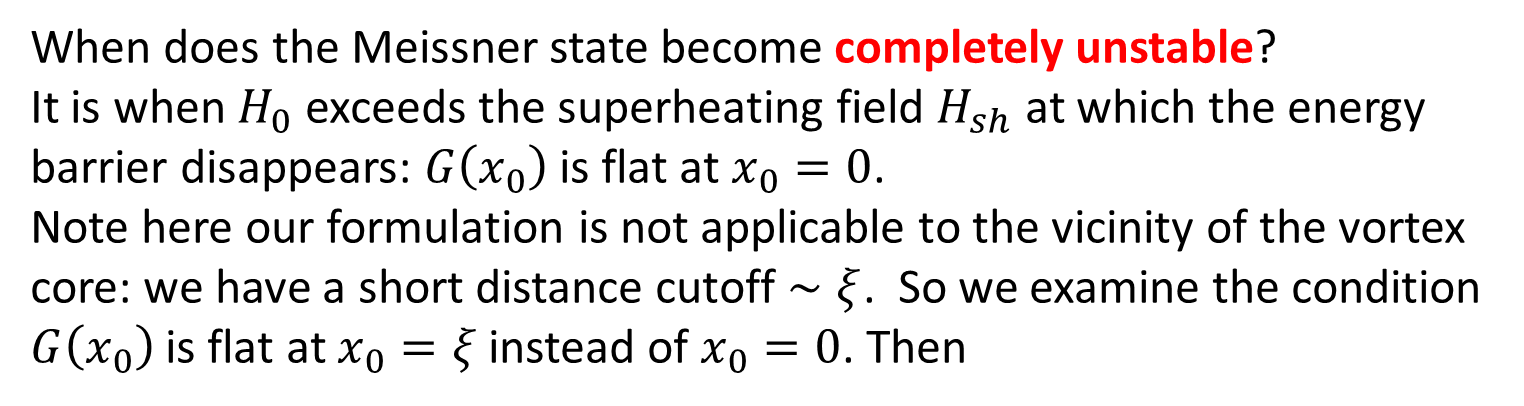 When does the Meissner state become completely unstable?
It is when H₀ exceeds the superheating field Hₛₕ at which the energy
barrier disappears: G(x₀) is flat at x₀ = 0.
Note here our formulation is not applicable to the vicinity of the vortex
core: we have a short distance cutoff ~ ξ. So we examine the condition
G(x₀) is flat at x₀ = ξ instead of x₀ = 0. Then